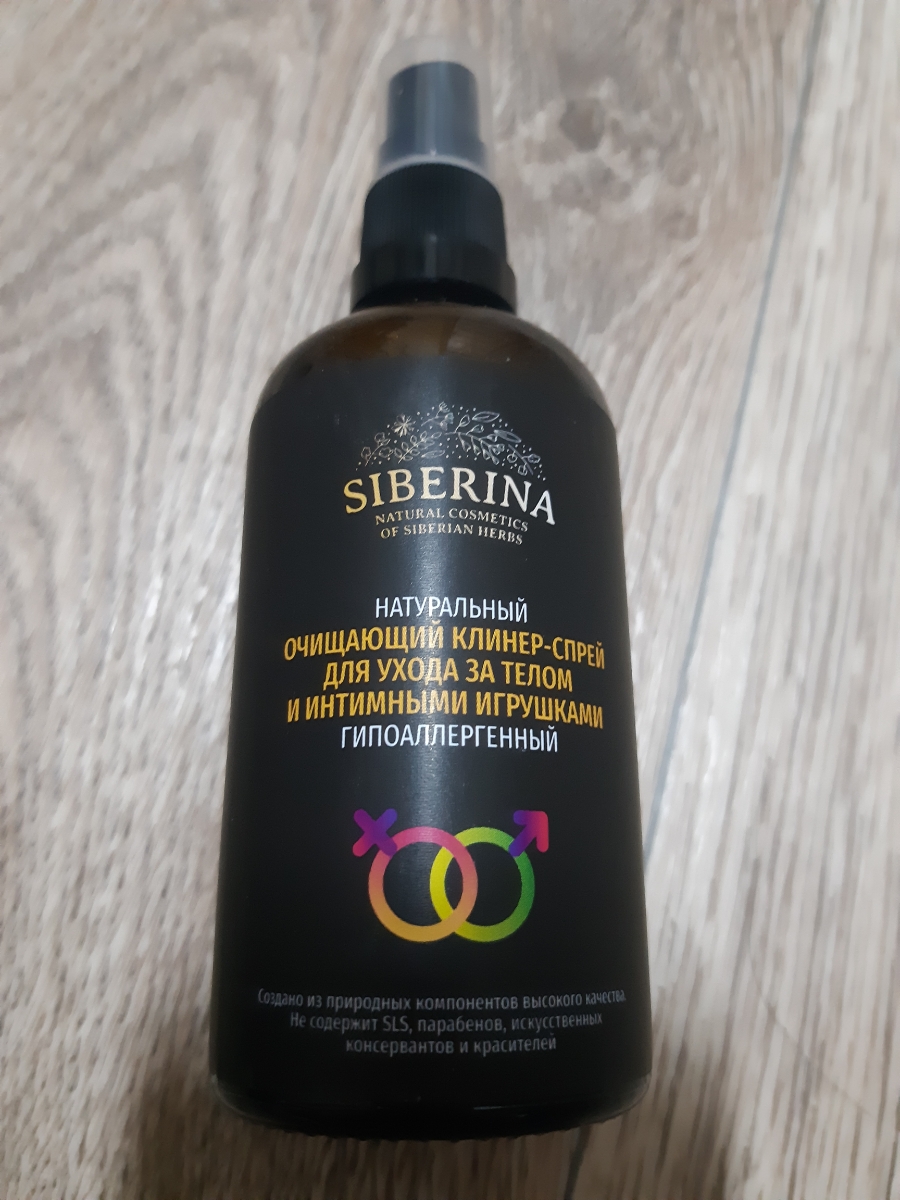 SIBERINA
NATURAL COSMETICS
OF SIBERIAN HERBS
НАТУРАЛЬНЫЙ
ОЧИЩАЮЩИЙ КЛИНЕР-СПРЕЙ
ДЛЯ УХОДА ЗА ТЕЛОМ
И ИНТИМНЫМИ ИГРУШКАМИ
ГИПОАЛЛЕРГЕННЫЙ
Создано из природных компонентов высокого качества.
Не содержит SLS, парабенов, искусственных
консервантов и красителей